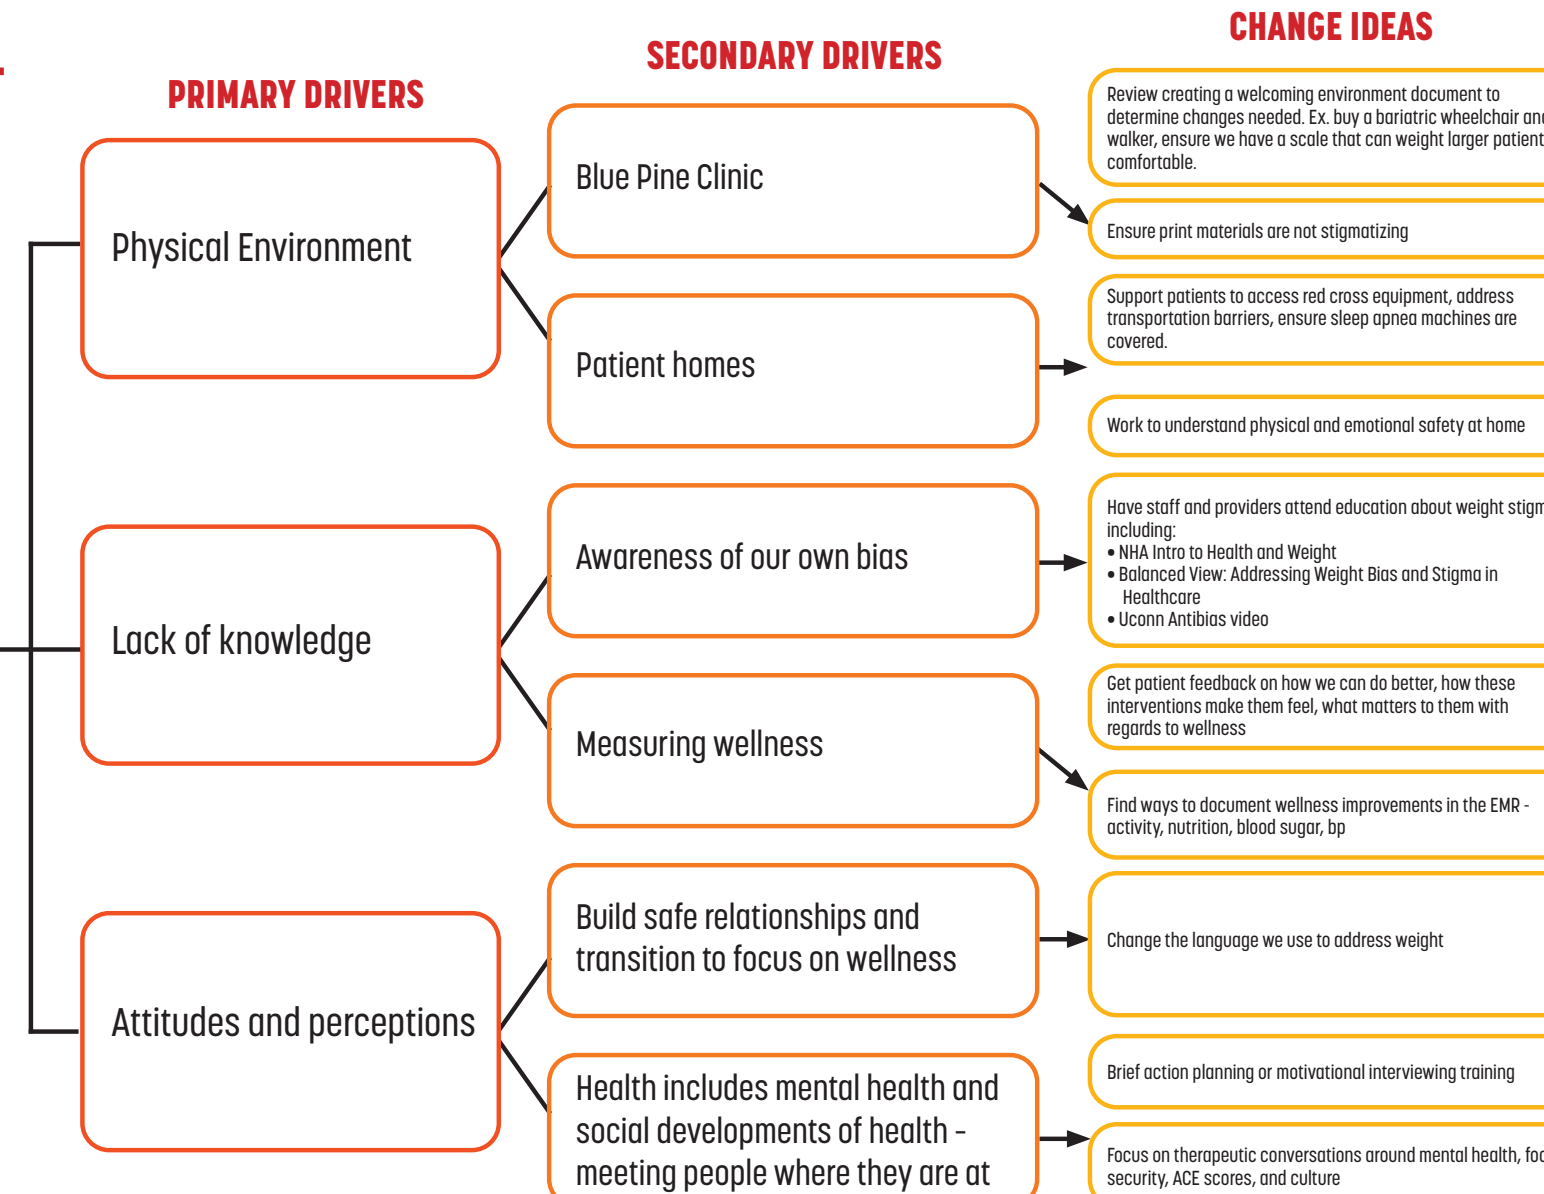 CHANGE IDEAS
SECONDARY DRIVERS
PRIMARY DRIVERS
Physical Environment
Lack of knowledge
Attitudes and perceptions
Blue Pine Clinic
Patient homes
Awareness of our own bias
Measuring wellness
Build safe relationships and
transition to focus on wellness
Health includes mental health and
social developments of health -
meeting people where they are at
Review creating a welcoming environment document to
determine changes needed. Ex. buy a bariatric wheelchair and
walker, ensure we have a scale that can weight larger patient
comfortable.
Ensure print materials are not stigmatizing
Support patients to access red cross equipment, address
transportation barriers, ensure sleep apnea machines are
covered.
Work to understand physical and emotional safety at home
Have staff and providers attend education about weight
including:
• NHA Intro to Health and Weight
• Balanced View: Addressing Weight Bias and Stigma in
Healthcare
• Uconn Antibias video
Get patient feedback on how we can do better, how these
interventions make them feel, what matters to them with
regards to wellness
Find ways to document wellness improvements in the EMR -
activity, nutrition, blood sugar, bp
Change the language we use to address weight
Brief action planning or motivational interviewing training
Focus on therapeutic conversations around mental health,
security, ACE scores, and culture